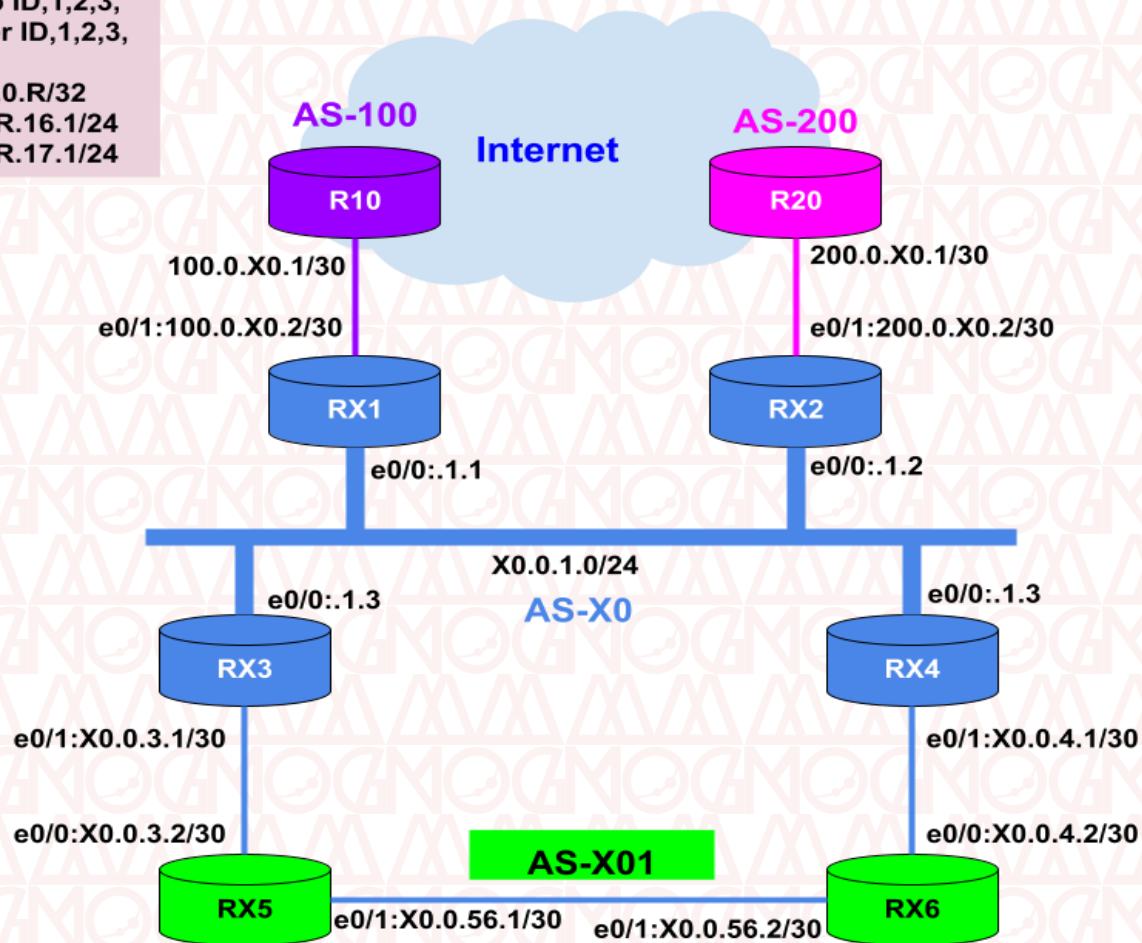 ID,1,2,3,
r ID,1,2,3,
0.R/32
R.16.1/24
R.17.1/24
AS-100
Internet
AS-200
R10
R20
100.0.X0.1/30
200.0.X0.1/30
e0/1:100.0.X0.2/30
e0/1:200.0.X0.2/30
RX1
RX2
e0/0:.1.1
e0/0:.1.2
X0.0.1.0/24
e0/0:.1.3
e0/0:.1.3
AS-X0
RX3
RX4
e0/1:X0.0.3.1/30
e0/1:X0.0.4.1/30
e0/0:X0.0.3.2/30
e0/0:X0.0.4.2/30
AS-X01
RX5
RX6
e0/1:X0.0.56.1/30
e0/1:X0.0.56.2/30